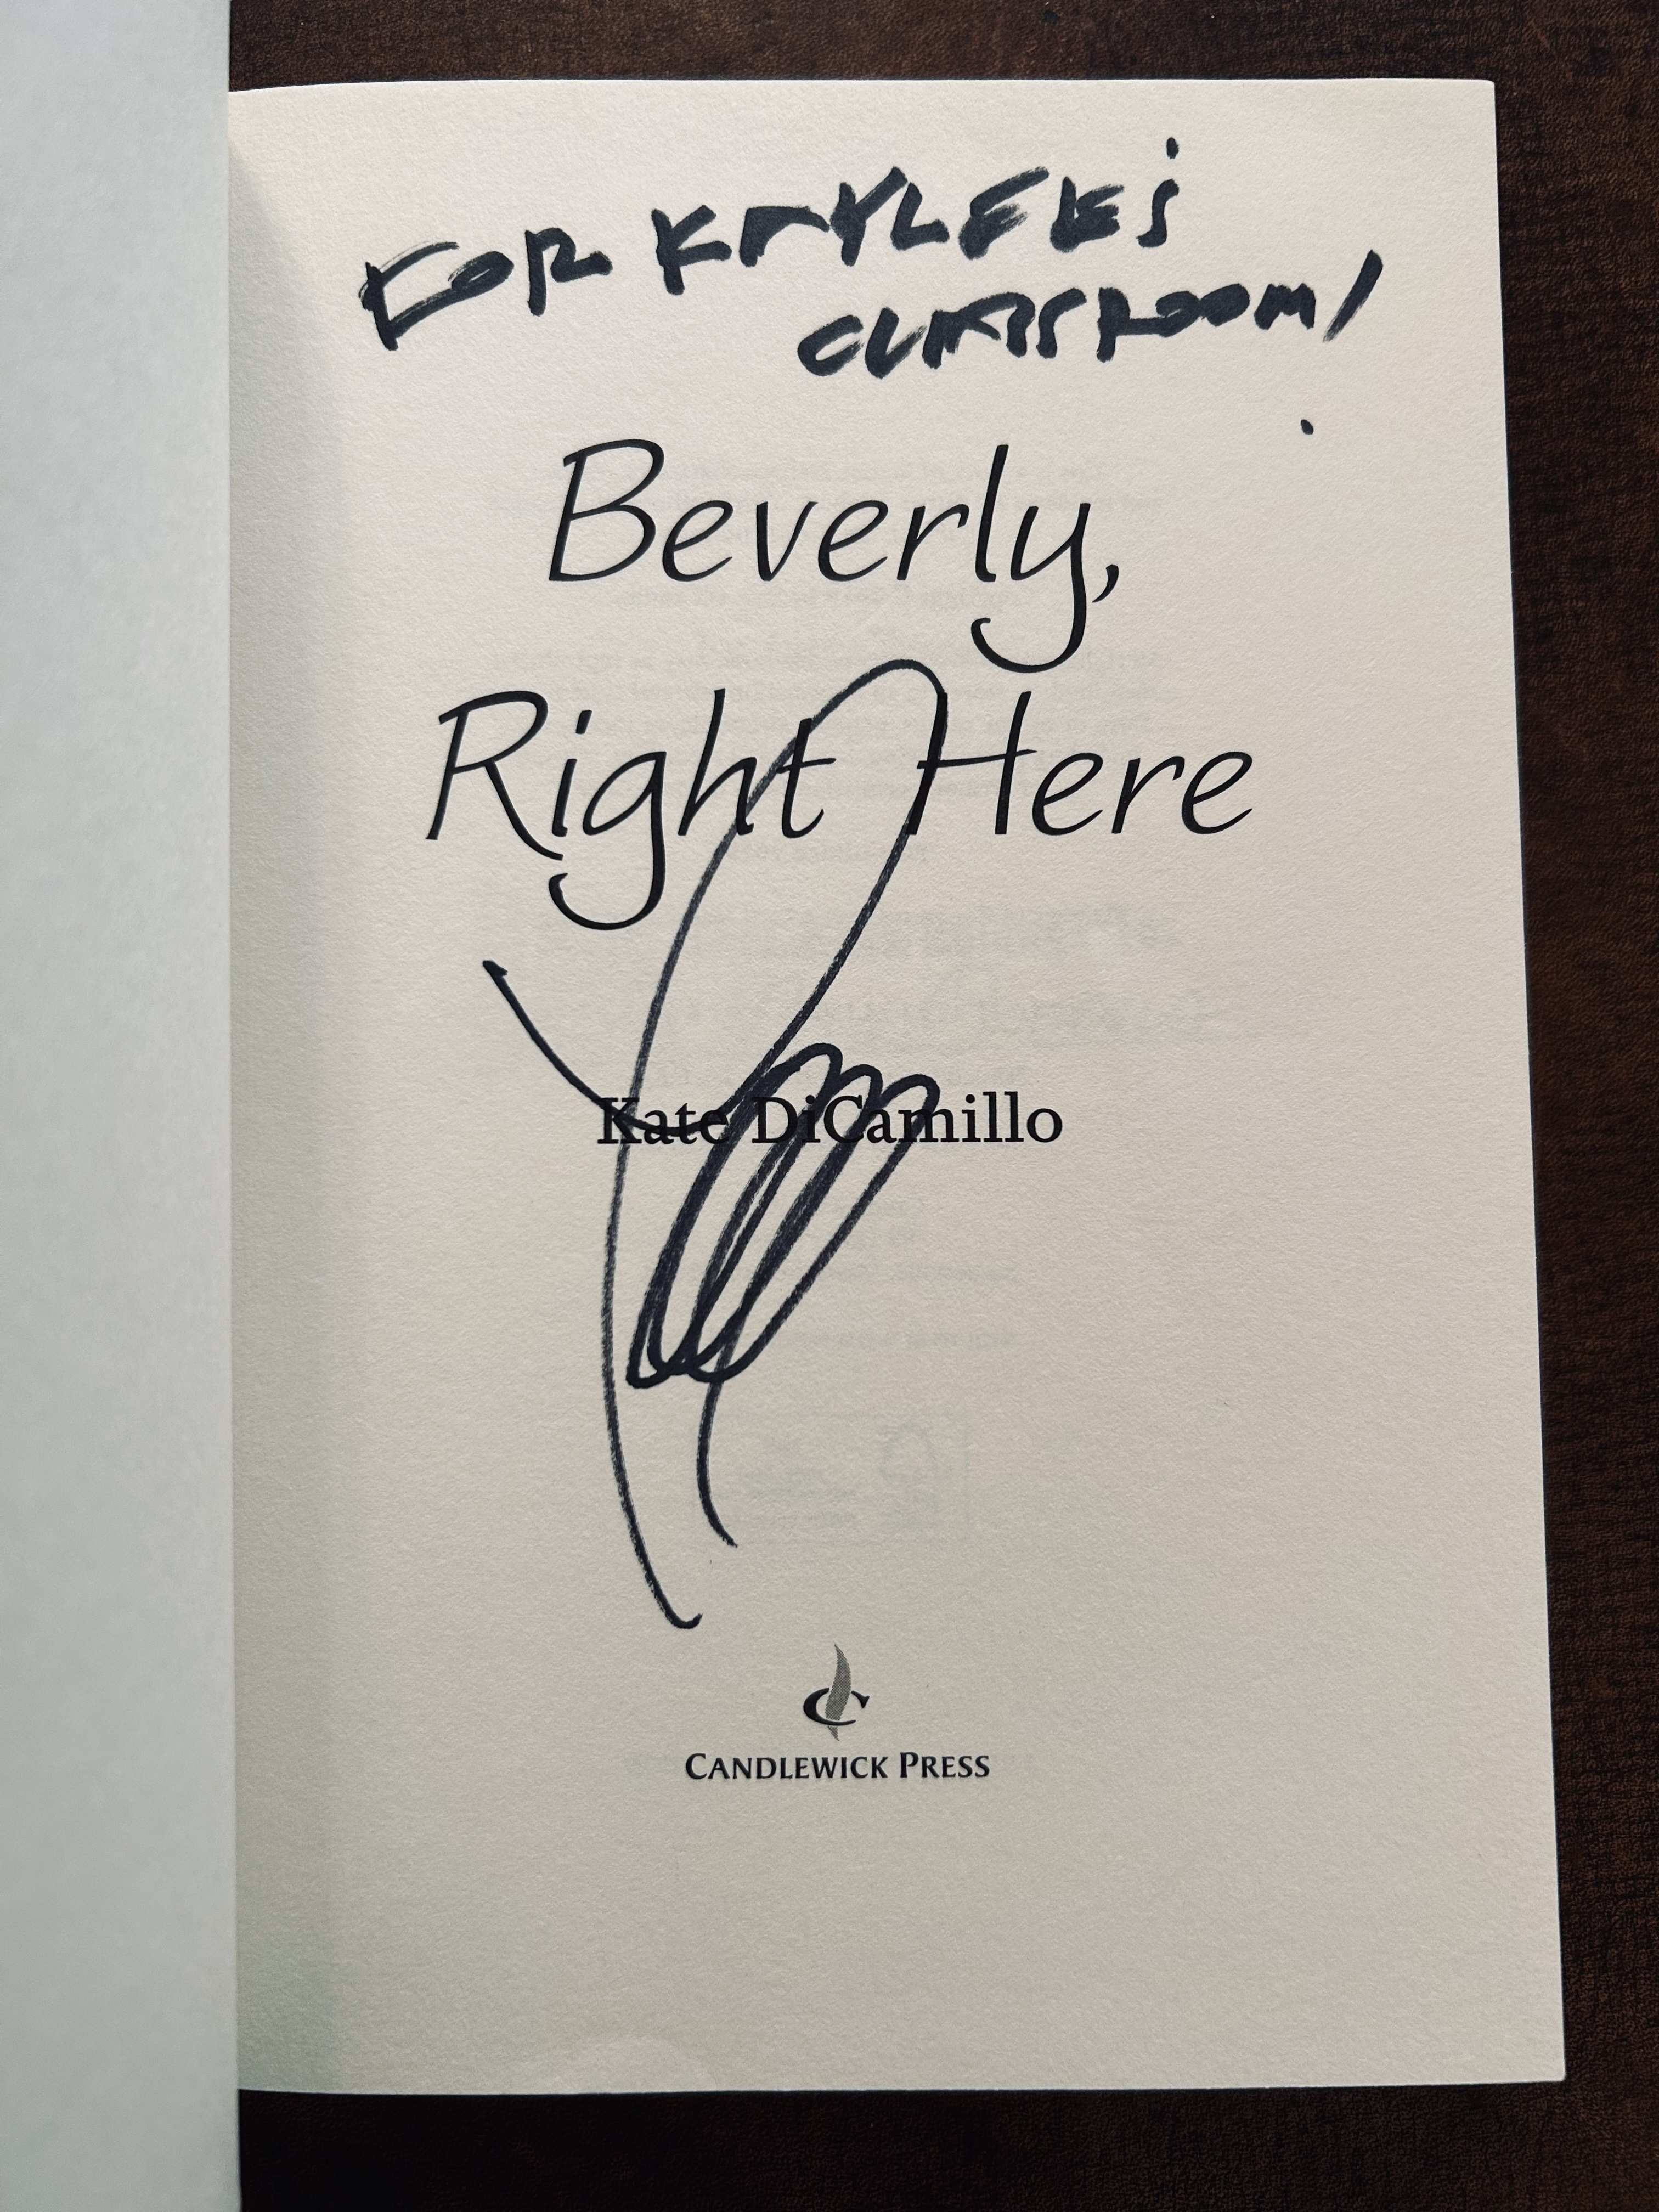 FOR KAYLEE'S
CLASSROOM!
Beverly,
Right Here
Kate DiCamillo
CANDLEWICK PRESS